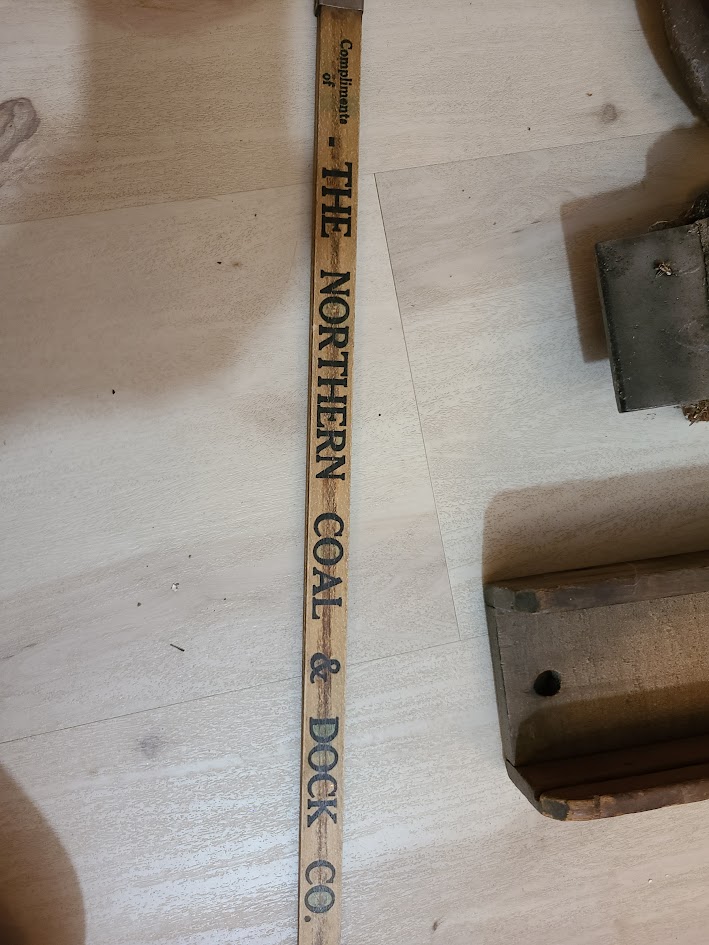 Compliments
of
- THE NORTHERN COAL & DOCK CO.